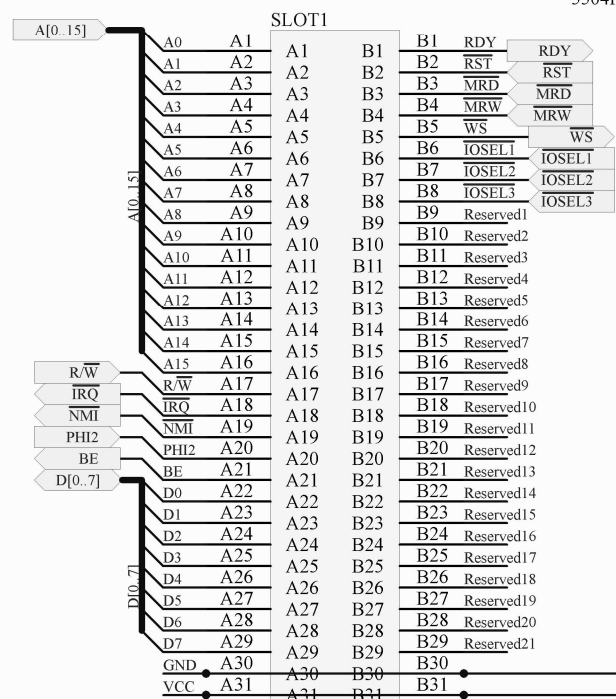 SLOT1
A[0..15]
A0 A1 A1 B1 B1 RDY RDY
A1 A2 A2 B2 B2 RST RST
A2 A3 A3 B3 B3 MRD MRD
A3 A4 A4 B4 B4 MRW MRW
A4 A5 A5 B5 B5 WS WS
A5 A6 A6 B6 B6 IOSEL1 IOSEL1
A6 A7 A7 B7 B7 IOSEL2 IOSEL2
A7 A8 A8 B8 B8 IOSEL3 IOSEL3
A[0..15]
A8 A9 A9 B9 B9 Reserved1
A9 A10 A10 B10 B10 Reserved2
A10 A11 A11 B11 B11 Reserved3
A11 A12 A12 B12 B12 Reserved4
A12 A13 A13 B13 B13 Reserved5
A13 A14 A14 B14 B14 Reserved6
A14 A15 A15 B15 B15 Reserved7
A15 A16 A16 B16 B16 Reserved8
R/W R/W A17 A17 B17 B17 Reserved9
IRQ IRQ A18 A18 B18 B18 Reserved10
NMI NMI A19 A19 B19 B19 Reserved11
PHI2 PHI2 A20 A20 B20 B20 Reserved12
BE BE A21 A21 B21 B21 Reserved13
D[0..7] D0 A22 A22 B22 B22 Reserved14
D1 A23 A23 B23 B23 Reserved15
D2 A24 A24 B24 B24 Reserved16
D3 A25 A25 B25 B25 Reserved17
D4 A26 A26 B26 B26 Reserved18
D[0..7]
D5 A27 A27 B27 B27 Reserved19
D6 A28 A28 B28 B28 Reserved20
D7 A29 A29 B29 B29 Reserved21
GND A30 A30 B30 B30
VCC A31 A31 B31 B31